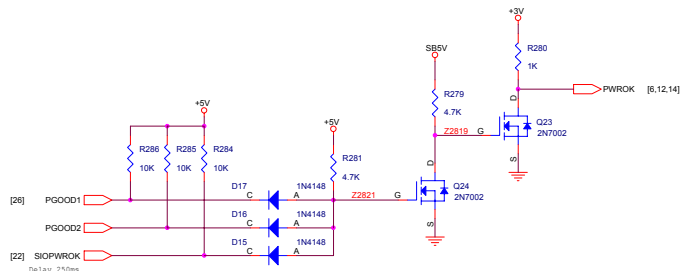 +3V
SB5V
R280
1K
PWROK [6,12,14]
R279
4.7K
+5V
+5V
D
Q23
Z2819 G
2N7002
S
R286 R285 R284
10K 10K 10K
R281
4.7K
D
D17 1N4148
Q24
[26] PGOOD1 C A Z2821 G
2N7002
D16 1N4148
S
PGOOD2 C A
D15 1N4148
[22] SIOPWROK C A
Delay 250ms